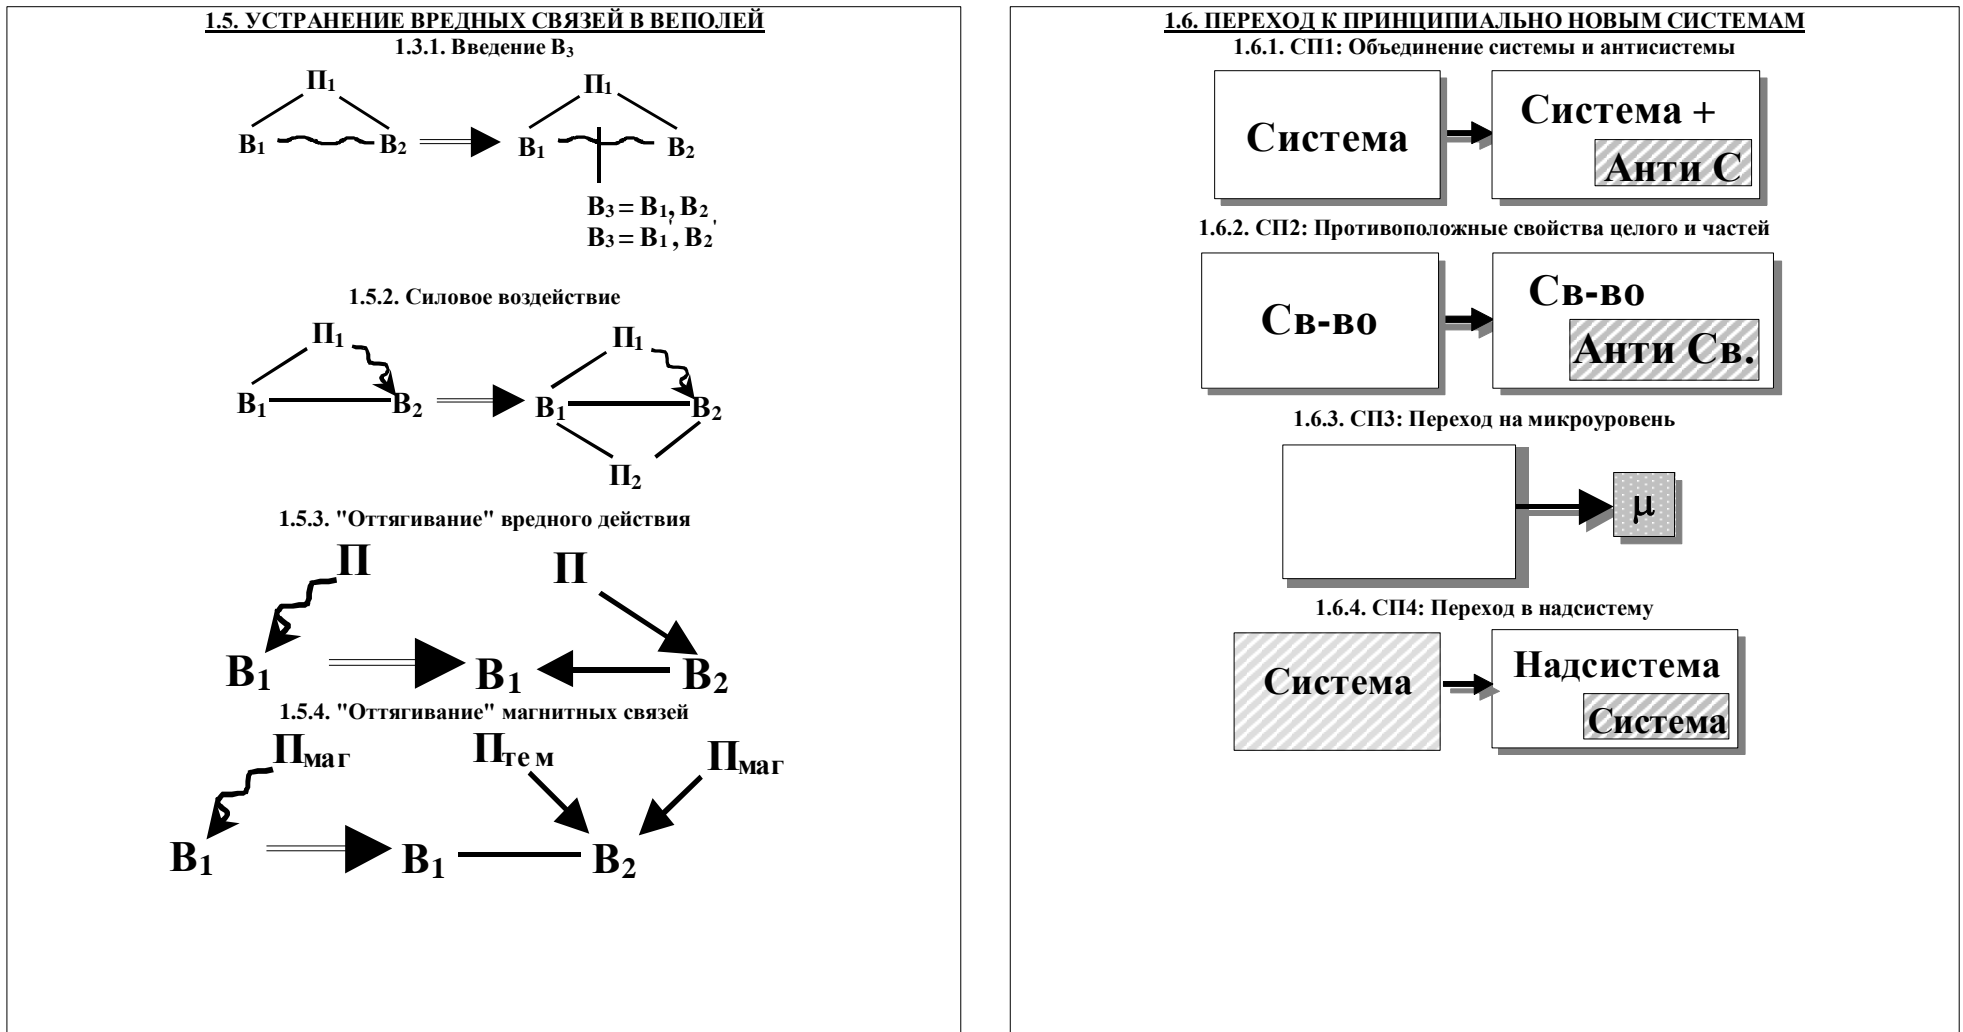 1.5. УСТРАНЕНИЕ ВРЕДНЫХ СВЯЗЕЙ В ВЕПОЛЕЙ
1.3.1. Введение В₃
П₁
В₁ В₂
П₁
В₁ В₂
В₃ = В₁, В₂
В₃ = В₁', В₂'
1.5.2. Силовое воздействие
П₁
В₁ В₂
П₁
В₁ В₂
П₂
1.5.3. "Оттягивание" вредного действия
П
В₁
П
В₁ В₂
1.5.4. "Оттягивание" магнитных связей
Пмаг
В₁
Птем Пмаг
В₁ В₂
1.6. ПЕРЕХОД К ПРИНЦИПИАЛЬНО НОВЫМ СИСТЕМАМ
1.6.1. СП1: Объединение системы и антисистемы
Система
Система +
Анти С
1.6.2. СП2: Противоположные свойства целого и частей
Св-во
Св-во
Анти Св.
1.6.3. СП3: Переход на микроуровень
μ
1.6.4. СП4: Переход в надсистему
Система
Надсистема
Система